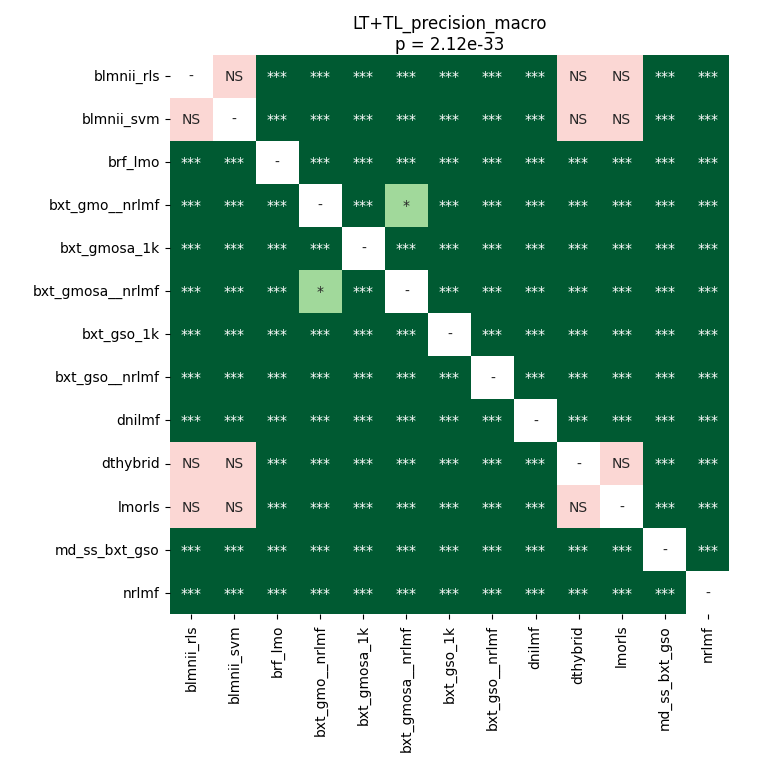 LT+TL_precision_macro
p = 2.12e-33
blmnii_rls - NS *** *** *** *** *** *** *** NS NS *** ***
blmnii_svm NS - *** *** *** *** *** *** *** NS NS *** ***
brf_lmo *** *** - *** *** *** *** *** *** *** *** *** ***
bxt_gmo__nrlmf *** *** *** - *** * *** *** *** *** *** *** ***
bxt_gmosa_1k *** *** *** *** - *** *** *** *** *** *** *** ***
bxt_gmosa__nrlmf *** *** *** * *** - *** *** *** *** *** *** ***
bxt_gso_1k *** *** *** *** *** *** - *** *** *** *** *** ***
bxt_gso__nrlmf *** *** *** *** *** *** *** - *** *** *** *** ***
dnilmf *** *** *** *** *** *** *** *** - *** *** *** ***
dthybrid NS NS *** *** *** *** *** *** *** - NS *** ***
lmorls NS NS *** *** *** *** *** *** *** NS - *** ***
md_ss_bxt_gso *** *** *** *** *** *** *** *** *** *** *** - ***
nrlmf *** *** *** *** *** *** *** *** *** *** *** *** -
blmnii_rls
blmnii_svm
brf_lmo
bxt_gmo__nrlmf
bxt_gmosa_1k
bxt_gmosa__nrlmf
bxt_gso_1k
bxt_gso__nrlmf
dnilmf
dthybrid
lmorls
md_ss_bxt_gso
nrlmf